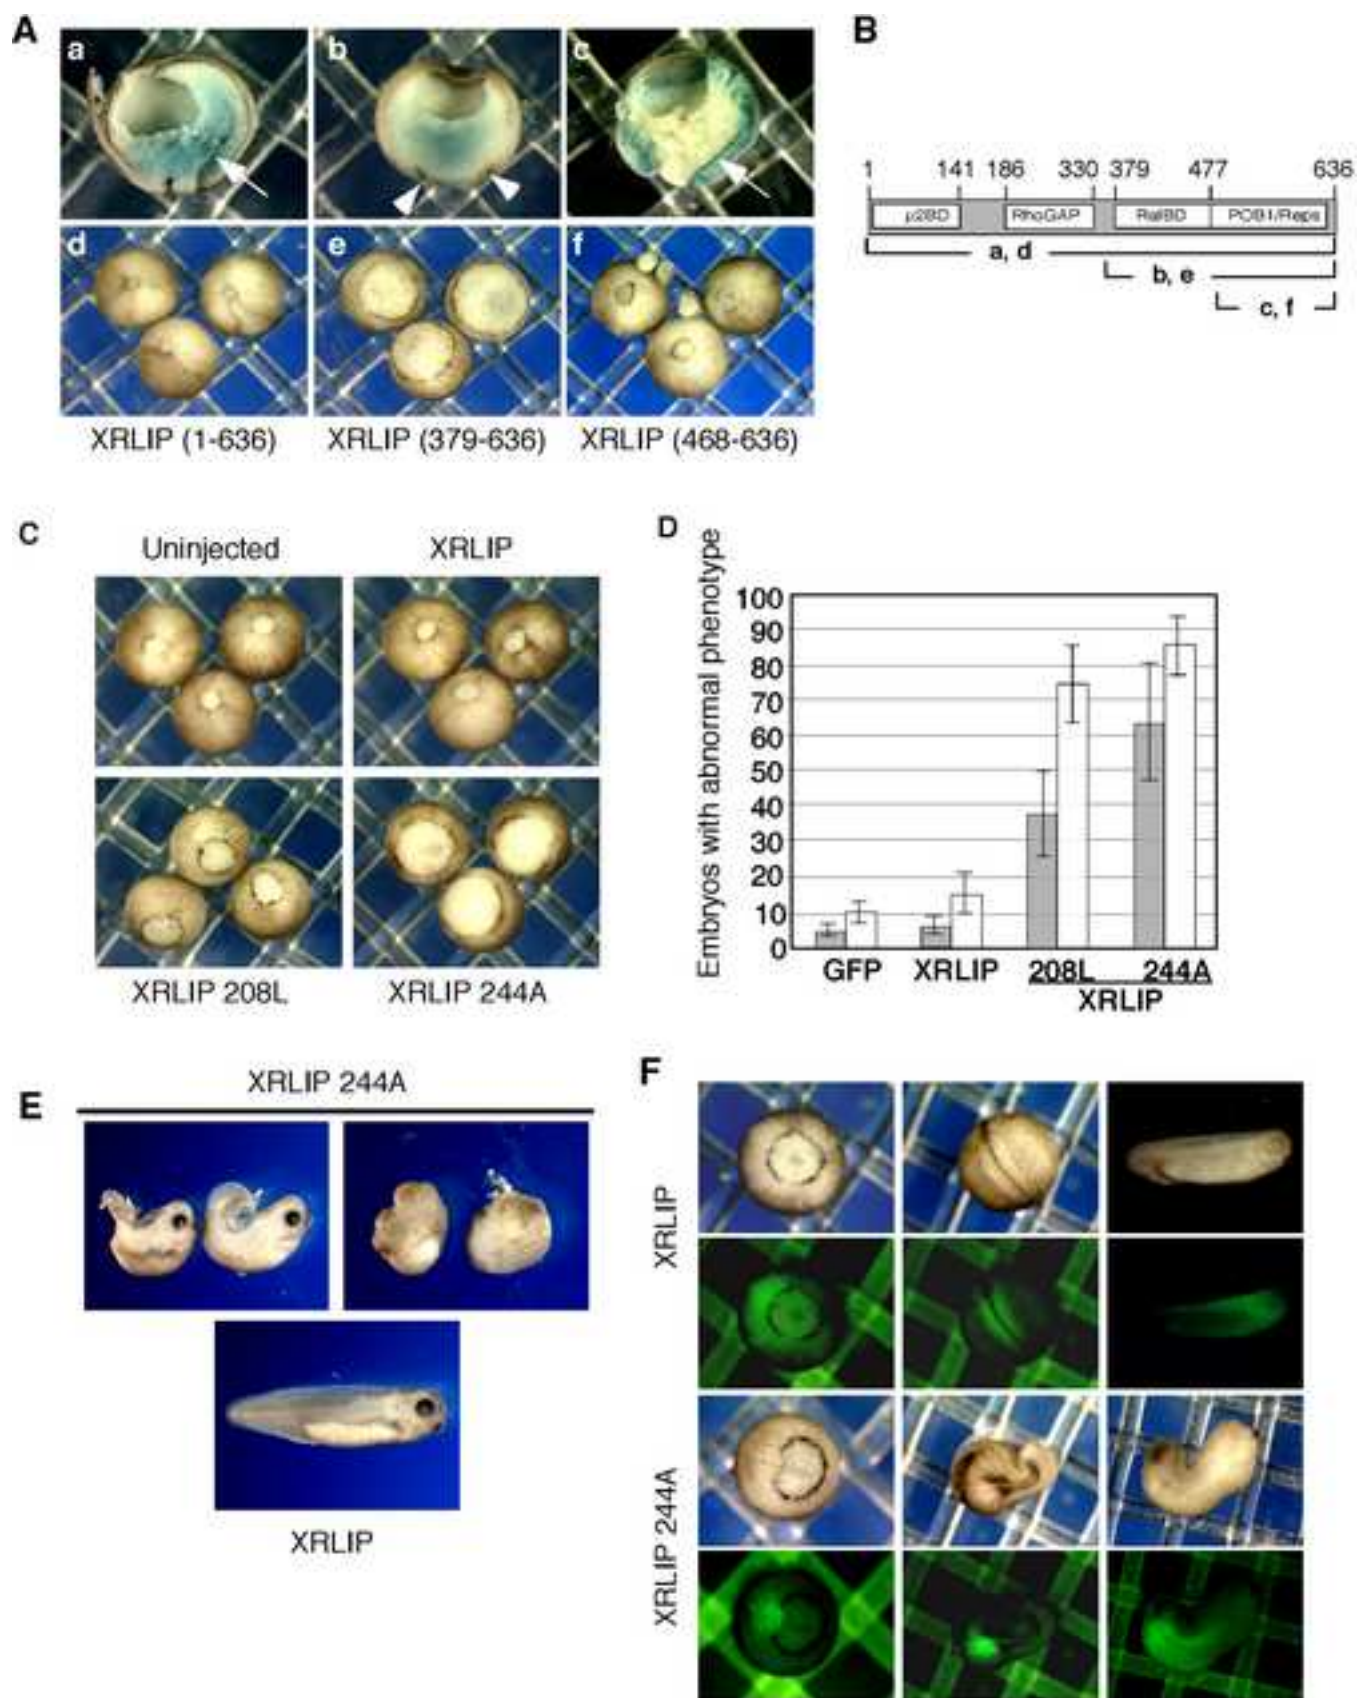 A
a
b
c
d
e
f
XRLIP (1-636)
XRLIP (379-636)
XRLIP (468-636)
B
1 141 186 330 379 477 636
μ2BD RhoGAP RalBD POB1/Reps
a, d
b, e
c, f
C
Uninjected
XRLIP
XRLIP 208L
XRLIP 244A
D
Embryos with abnormal phenotype
100
90
80
70
60
50
40
30
20
10
0
GFP XRLIP 208L 244A
XRLIP
E
XRLIP 244A
XRLIP
F
XRLIP
XRLIP 244A